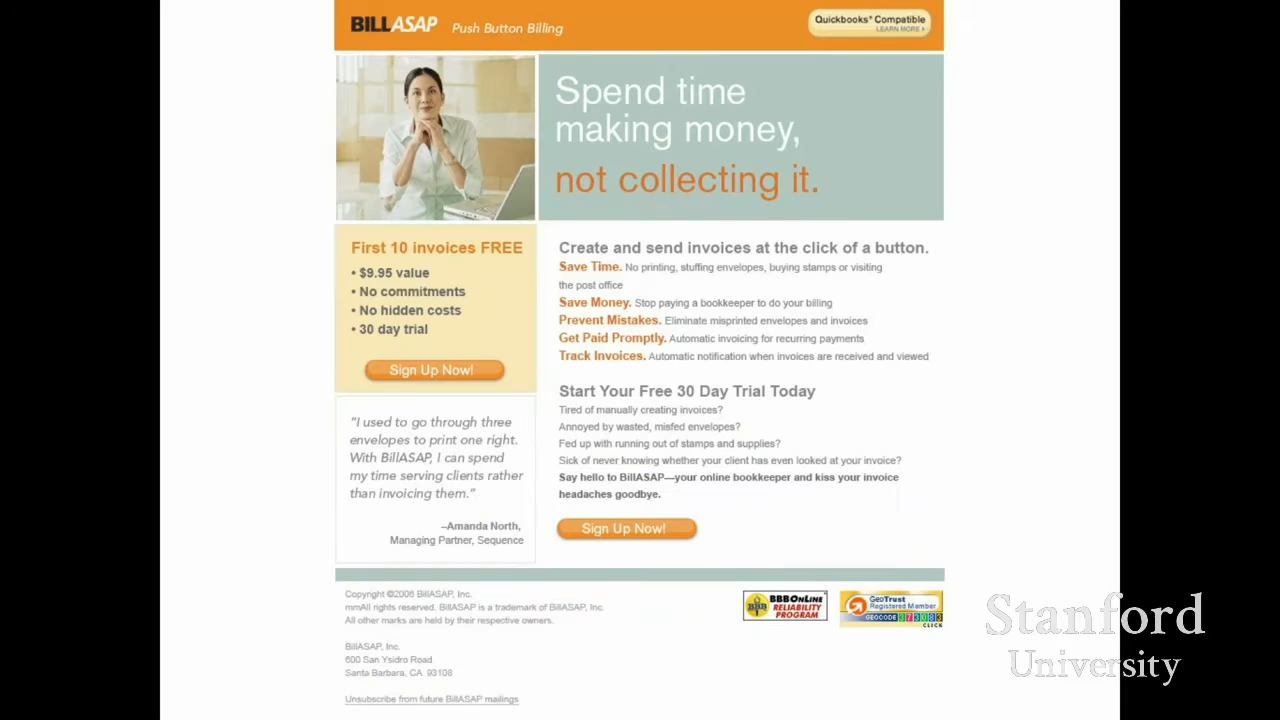 BILLASAP Push Button Billing
Quickbooks* Compatible
LEARN MORE
Spend time
making money,
not collecting it.
First 10 invoices FREE
• $9.95 value
• No commitments
• No hidden costs
• 30 day trial
Sign Up Now!
"I used to go through three
envelopes to print one right.
With BillASAP, I can spend
my time serving clients rather
than invoicing them."
–Amanda North,
Managing Partner, Sequence
Create and send invoices at the click of a button.
Save Time. No printing, stuffing envelopes, buying stamps or visiting
the post office
Save Money. Stop paying a bookkeeper to do your billing
Prevent Mistakes. Eliminate misprinted envelopes and invoices
Get Paid Promptly. Automatic invoicing for recurring payments
Track Invoices. Automatic notification when invoices are received and viewed
Start Your Free 30 Day Trial Today
Tired of manually creating invoices?
Annoyed by wasted, misfed envelopes?
Fed up with running out of stamps and supplies?
Sick of never knowing whether your client has even looked at your invoice?
Say hello to BillASAP—your online bookkeeper and kiss your invoice
headaches goodbye.
Sign Up Now!
Copyright ©2006 BillASAP, Inc.
mmAll rights reserved. BillASAP is a trademark of BillASAP, Inc.
All other marks are held by their respective owners.
BillASAP, Inc.
600 San Ysidro Road
Santa Barbara, CA 93108
Unsubscribe from future BillASAP mailings
BBB
BBBOnLine
RELIABILITY
PROGRAM
GeoTrust
Registered Member
GEOCODE
CLICK
Stanford
University